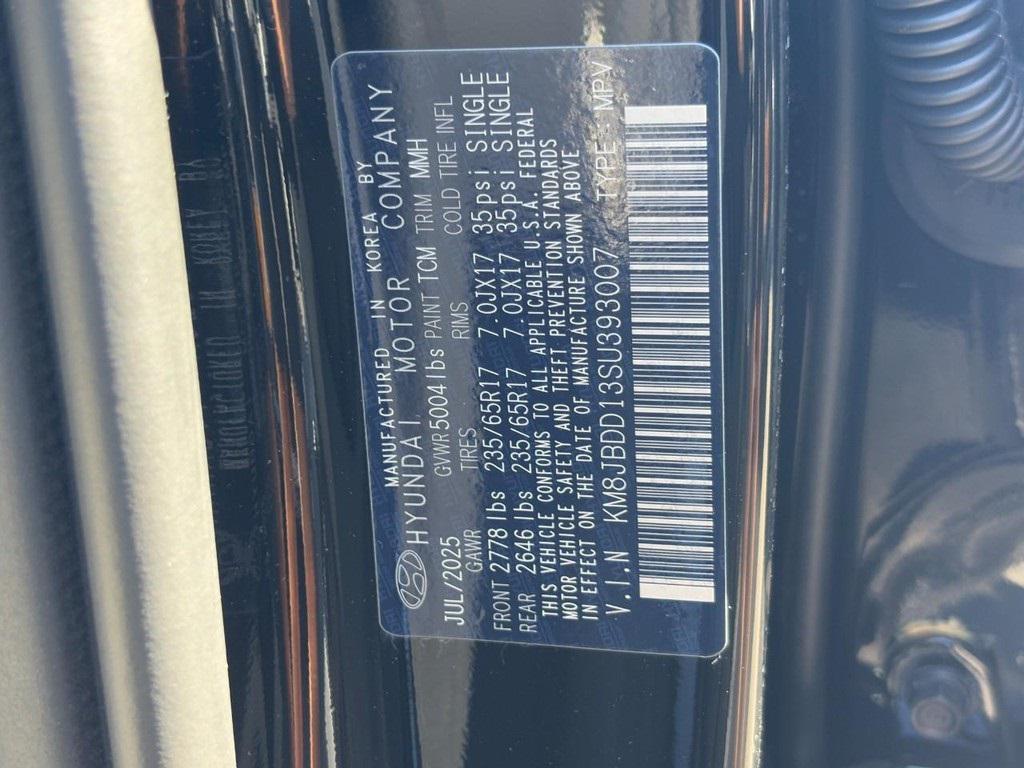 MANUFACTURED IN KOREA BY
HYUNDAI MOTOR COMPANY
JUL/2025 GVWR 5004 lbs PAINT TCM TRIM MMH
GAWR TIRES RIMS COLD TIRE INFL
FRONT 2778 lbs 235/65R17 7.0JX17 35psi SINGLE
REAR 2646 lbs 235/65R17 7.0JX17 35psi SINGLE
THIS VEHICLE CONFORMS TO ALL APPLICABLE U.S.A. FEDERAL
MOTOR VEHICLE SAFETY AND THEFT PREVENTION STANDARDS
IN EFFECT ON THE DATE OF MANUFACTURE SHOWN ABOVE.
V.I.N KM8JBDD13SU393007 TYPE: MPV